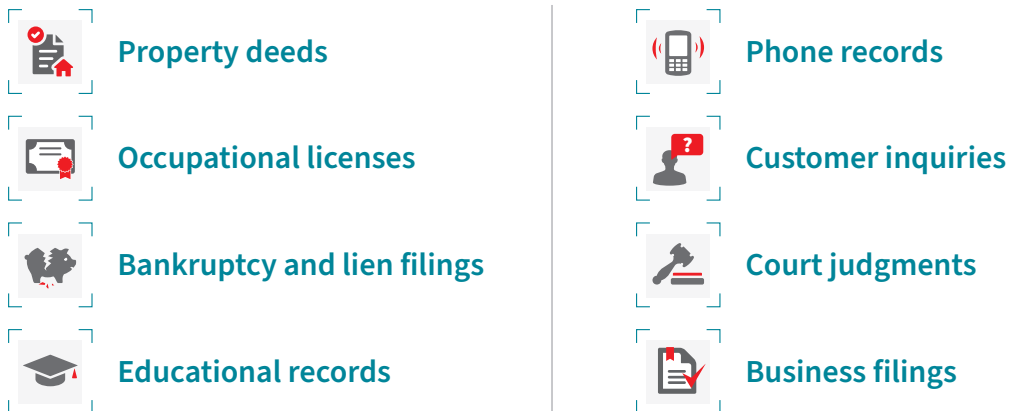 Property deeds
Occupational licenses
Bankruptcy and lien filings
Educational records
Phone records
?
Customer inquiries
Court judgments
Business filings